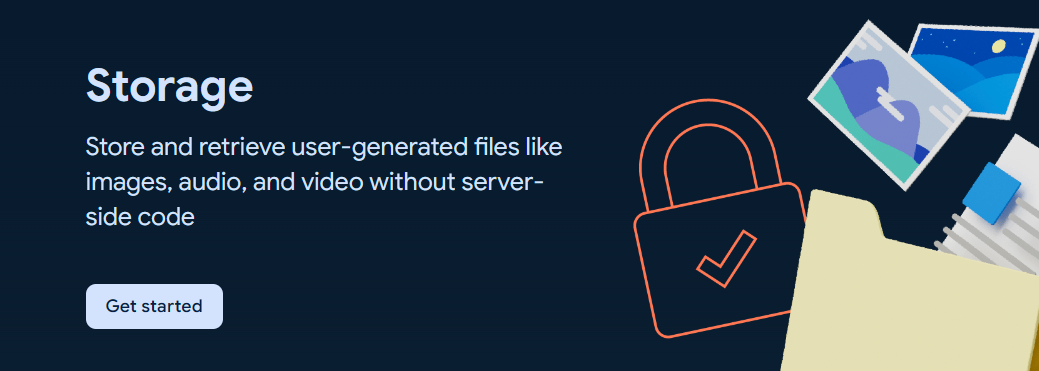 Storage
Store and retrieve user-generated files like
images, audio, and video without server-
side code
Get started